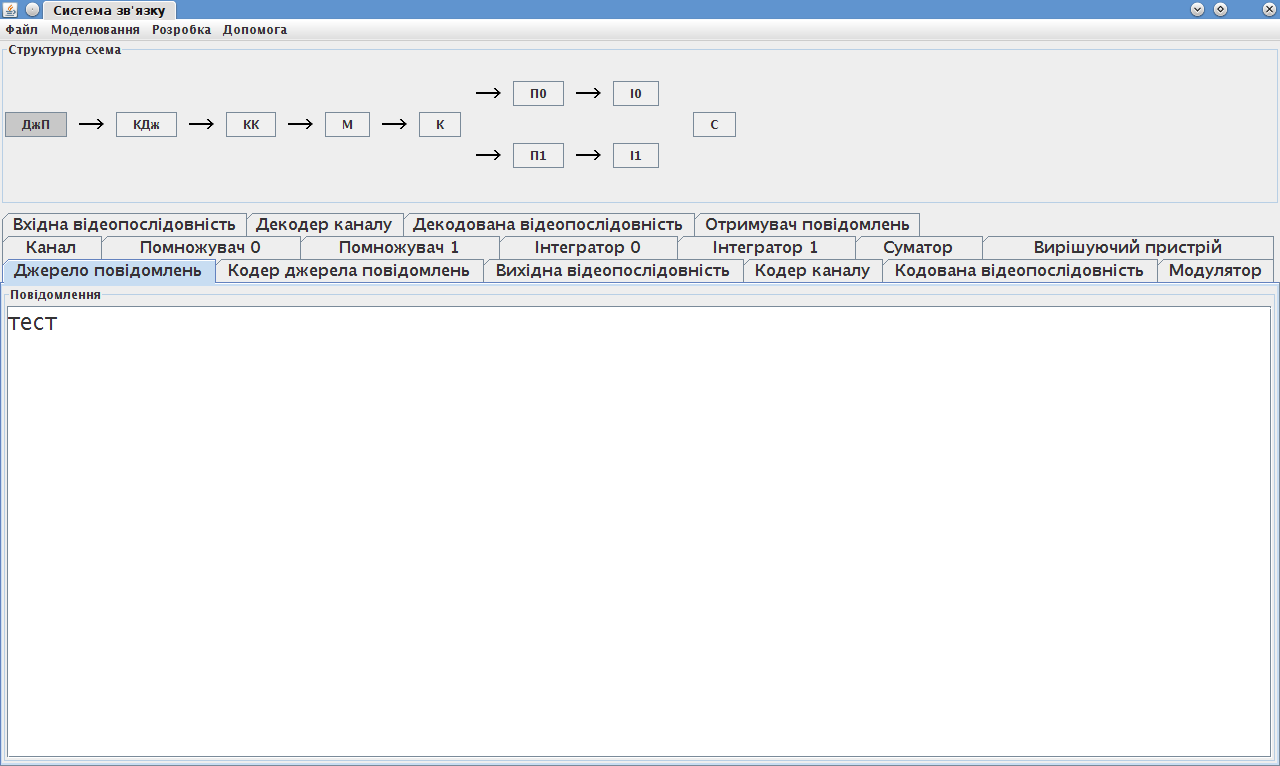 Система зв'язку
Файл Моделювання Розробка Допомога
Структурна схема
П0 І0
ДжП КДж КК М К С
П1 І1
Вхідна відеопослідовність Декодер каналу Декодована відеопослідовність Отримувач повідомлень
Канал Помножувач 0 Помножувач 1 Інтегратор 0 Інтегратор 1 Суматор Вирішуючий пристрій
Джерело повідомлень Кодер джерела повідомлень Вихідна відеопослідовність Кодер каналу Кодована відеопослідовність Модулятор
Повідомлення
тест